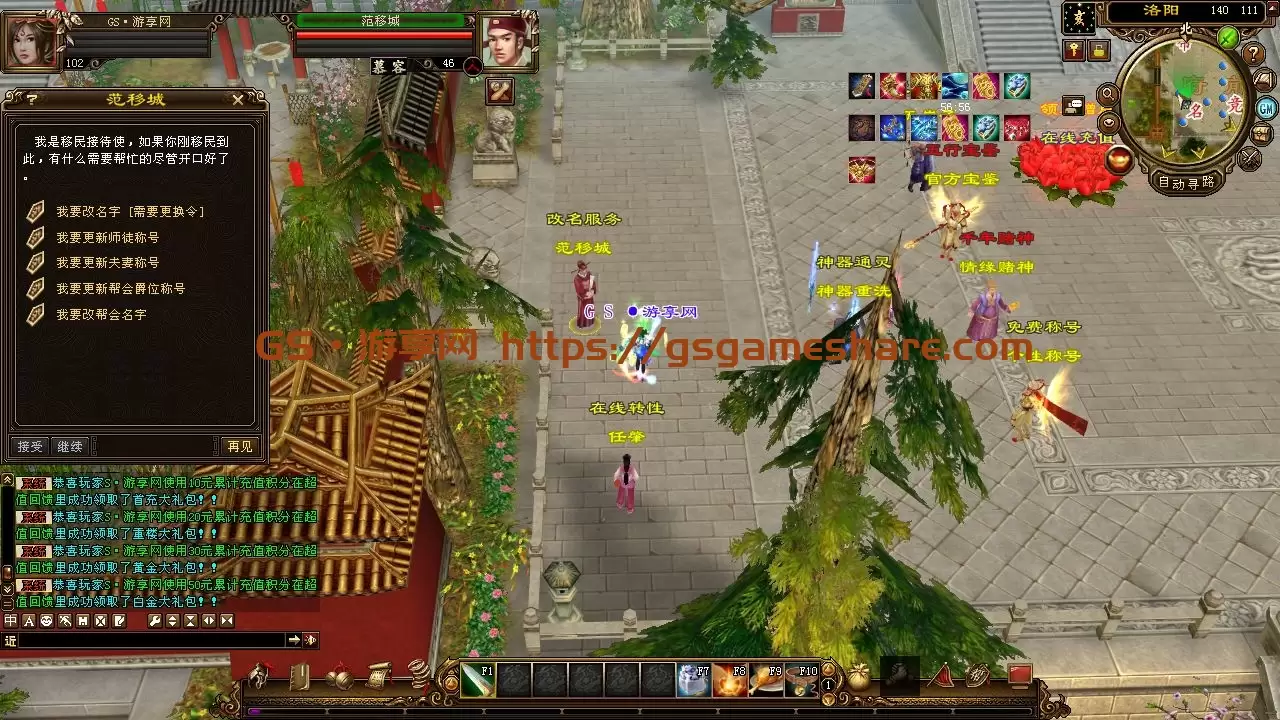 GS·游享网
102
范移城
慕容
46
洛阳
140
111
北
自动寻路
范移城
我是移民接待使，如果你刚移民到
此，有什么需要帮忙的尽管开口好了
。
我要改名字 [需要更换令]
我要更新师徒称号
我要更新夫妻称号
我要更新帮会爵位称号
我要改帮会名字
接受
继续
再见
56:56
在线充值
五行宝鉴
官方宝鉴
千年赌神
情缘赌神
神器通灵
神器重洗
免费称号
改名服务
范移城
GS
游享网
GS·游享网 https://gsgameshare.com
在线转性
任肇
恭喜玩家S·游享网使用10元累计充值积分在超
值回馈里成功领取了首充大礼包！！
恭喜玩家S·游享网使用20元累计充值积分在超
值回馈里成功领取了重楼大礼包！！
恭喜玩家S·游享网使用30元累计充值积分在超
值回馈里成功领取了黄金大礼包！！
恭喜玩家S·游享网使用50元累计充值积分在超
值回馈里成功领取了白金大礼包！！
近
F1
F7
F8
F9
F10